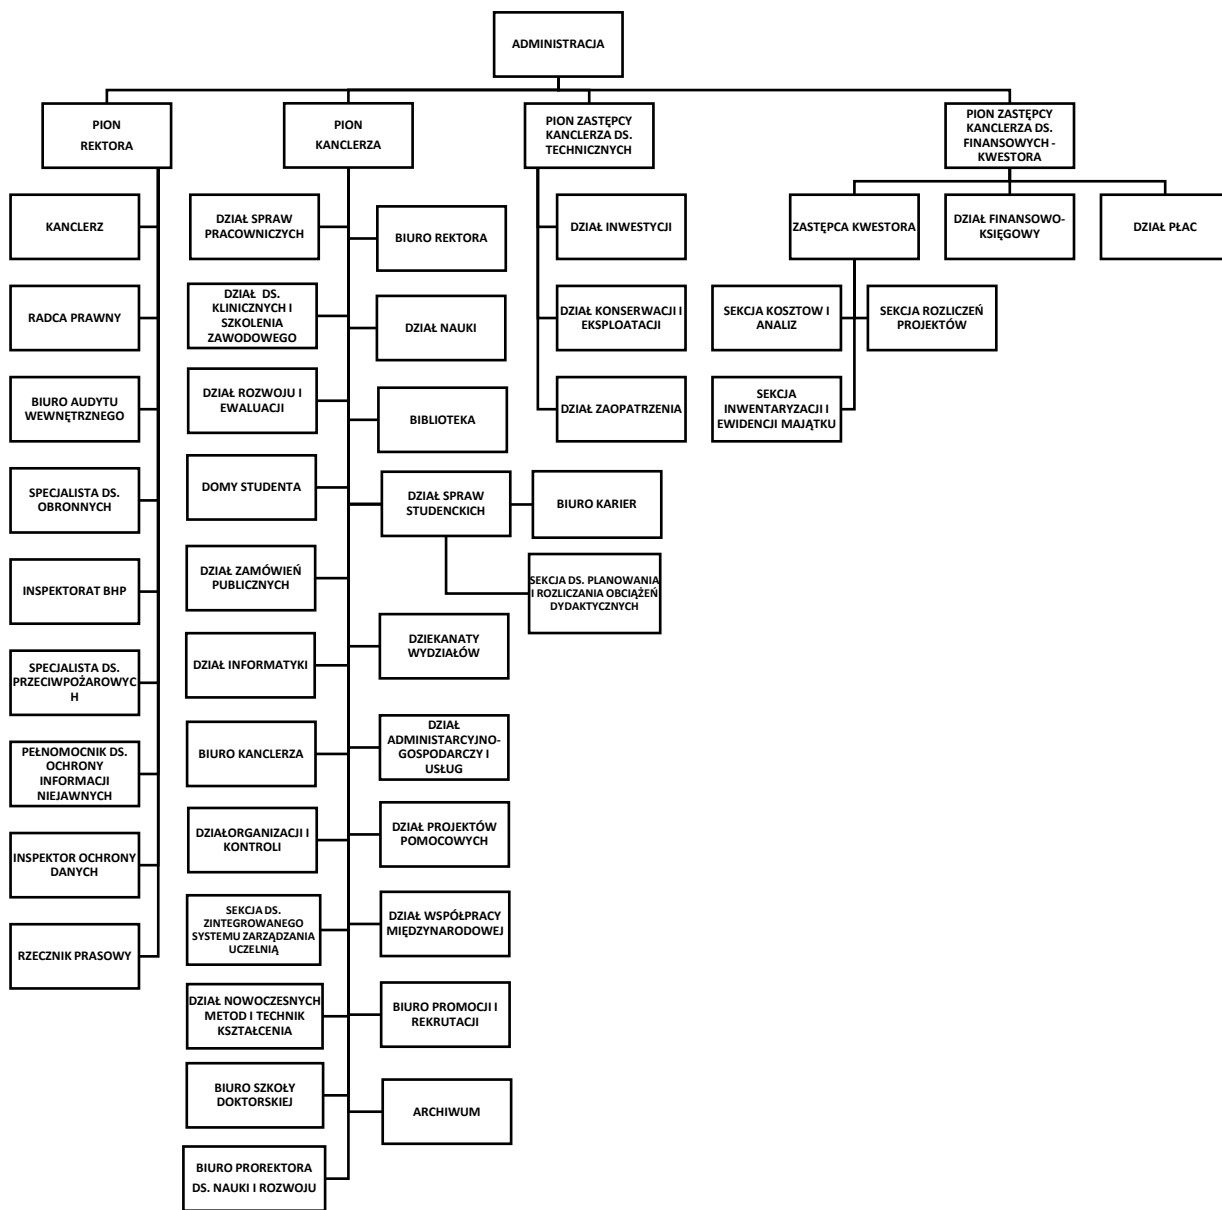 ADMINISTRACJA
PION
REKTORA
PION
KANCLERZA
PION ZASTĘPCY
KANCLERZA DS.
TECHNICZNYCH
PION ZASTĘPCY
KANCLERZA DS.
FINANSOWYCH -
KWESTORA
KANCLERZ
RADCA PRAWNY
BIURO AUDYTU
WEWNĘTRZNEGO
SPECJALISTA DS.
OBRONNYCH
INSPEKTORAT BHP
SPECJALISTA DS.
PRZECIWPOŻAROWYC
H
PEŁNOMOCNIK DS.
OCHRONY
INFORMACJI
NIEJAWNYCH
INSPEKTOR OCHRONY
DANYCH
RZECZNIK PRASOWY
DZIAŁ SPRAW
PRACOWNICZYCH
DZIAŁ DS.
KLINICZNYCH I
SZKOLENIA
ZAWODOWEGO
DZIAŁ ROZWOJU I
EWALUACJI
DOMY STUDENTA
DZIAŁ ZAMÓWIEŃ
PUBLICZNYCH
DZIAŁ INFORMATYKI
BIURO KANCLERZA
DZIAŁORGANIZACJI I
KONTROLI
SEKCJA DS.
ZINTEGROWANEGO
SYSTEMU ZARZĄDZANIA
UCZELNIĄ
DZIAŁ NOWOCZESNYCH
METOD I TECHNIK
KSZTAŁCENIA
BIURO SZKOŁY
DOKTORSKIEJ
BIURO PROREKTORA
DS. NAUKI I ROZWOJU
BIURO REKTORA
DZIAŁ NAUKI
BIBLIOTEKA
DZIAŁ SPRAW
STUDENCKICH
BIURO KARIER
SEKCJA DS. PLANOWANIA
I ROZLICZANIA OBCIĄŻEŃ
DYDAKTYCZNYCH
DZIEKANATY
WYDZIAŁÓW
DZIAŁ
ADMINISTARCYJNO-
GOSPODARCZY I
USŁUG
DZIAŁ PROJEKTÓW
POMOCOWYCH
DZIAŁ WSPÓŁPRACY
MIĘDZYNARODOWEJ
BIURO PROMOCJI I
REKRUTACJI
ARCHIWUM
DZIAŁ INWESTYCJI
DZIAŁ KONSERWACJI I
EKSPLOATACJI
DZIAŁ ZAOPATRZENIA
ZASTĘPCA KWESTORA
DZIAŁ FINANSOWO-
KSIĘGOWY
DZIAŁ PŁAC
SEKCJA KOSZTOW I
ANALIZ
SEKCJA ROZLICZEŃ
PROJEKTÓW
SEKCJA
INWENTARYZACJI I
EWIDENCJI MAJĄTKU